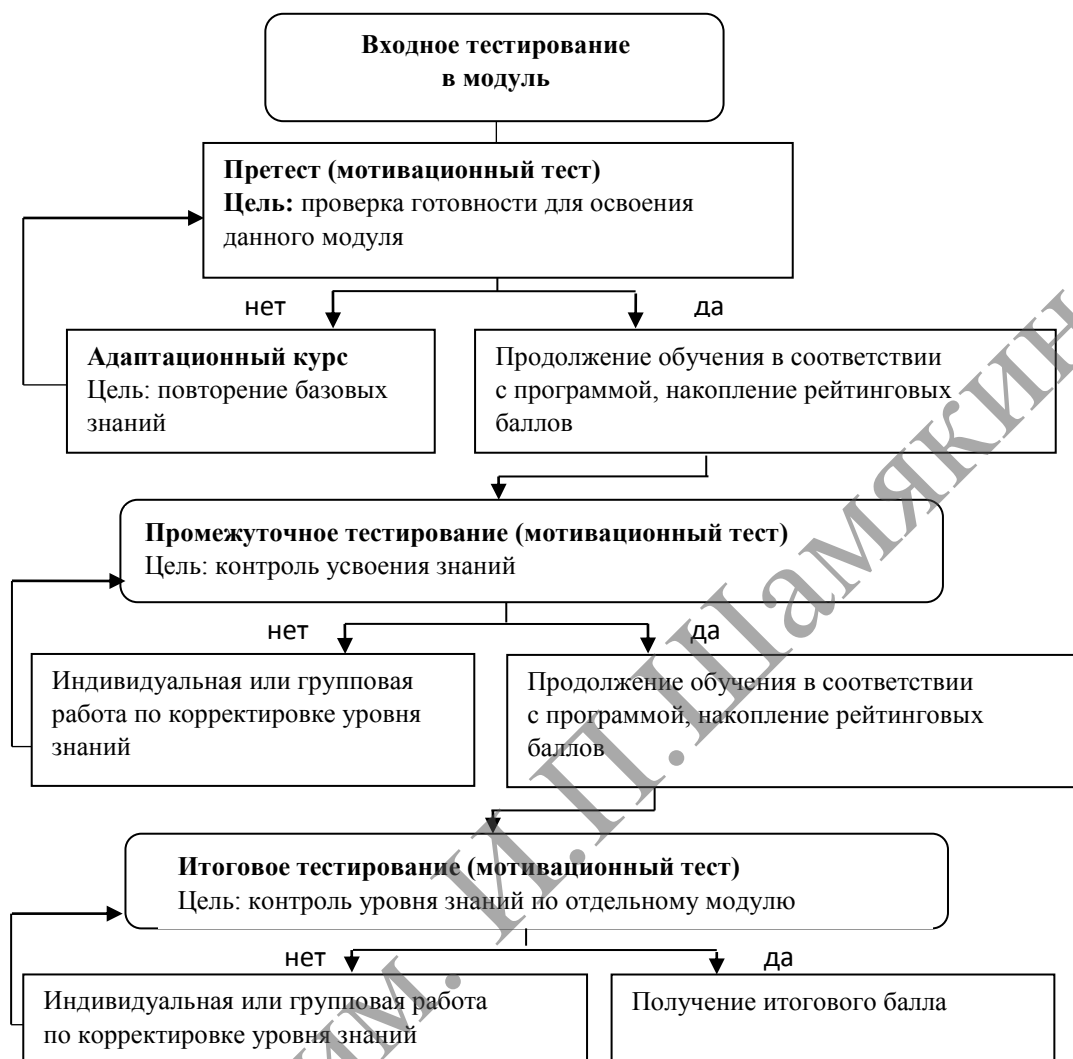 Входное тестирование
в модуль
Претест (мотивационный тест)
Цель: проверка готовности для освоения
данного модуля
нет
да
Адаптационный курс
Цель: повторение базовых
знаний
Продолжение обучения в соответствии
с программой, накопление рейтинговых
баллов
Промежуточное тестирование (мотивационный тест)
Цель: контроль усвоения знаний
нет
да
Индивидуальная или групповая
работа по корректировке уровня
знаний
Продолжение обучения в соответствии
с программой, накопление рейтинговых
баллов
Итоговое тестирование (мотивационный тест)
Цель: контроль уровня знаний по отдельному модулю
нет
да
Индивидуальная или групповая работа
по корректировке уровня знаний
Получение итогового балла
им. И.П.Шамякин